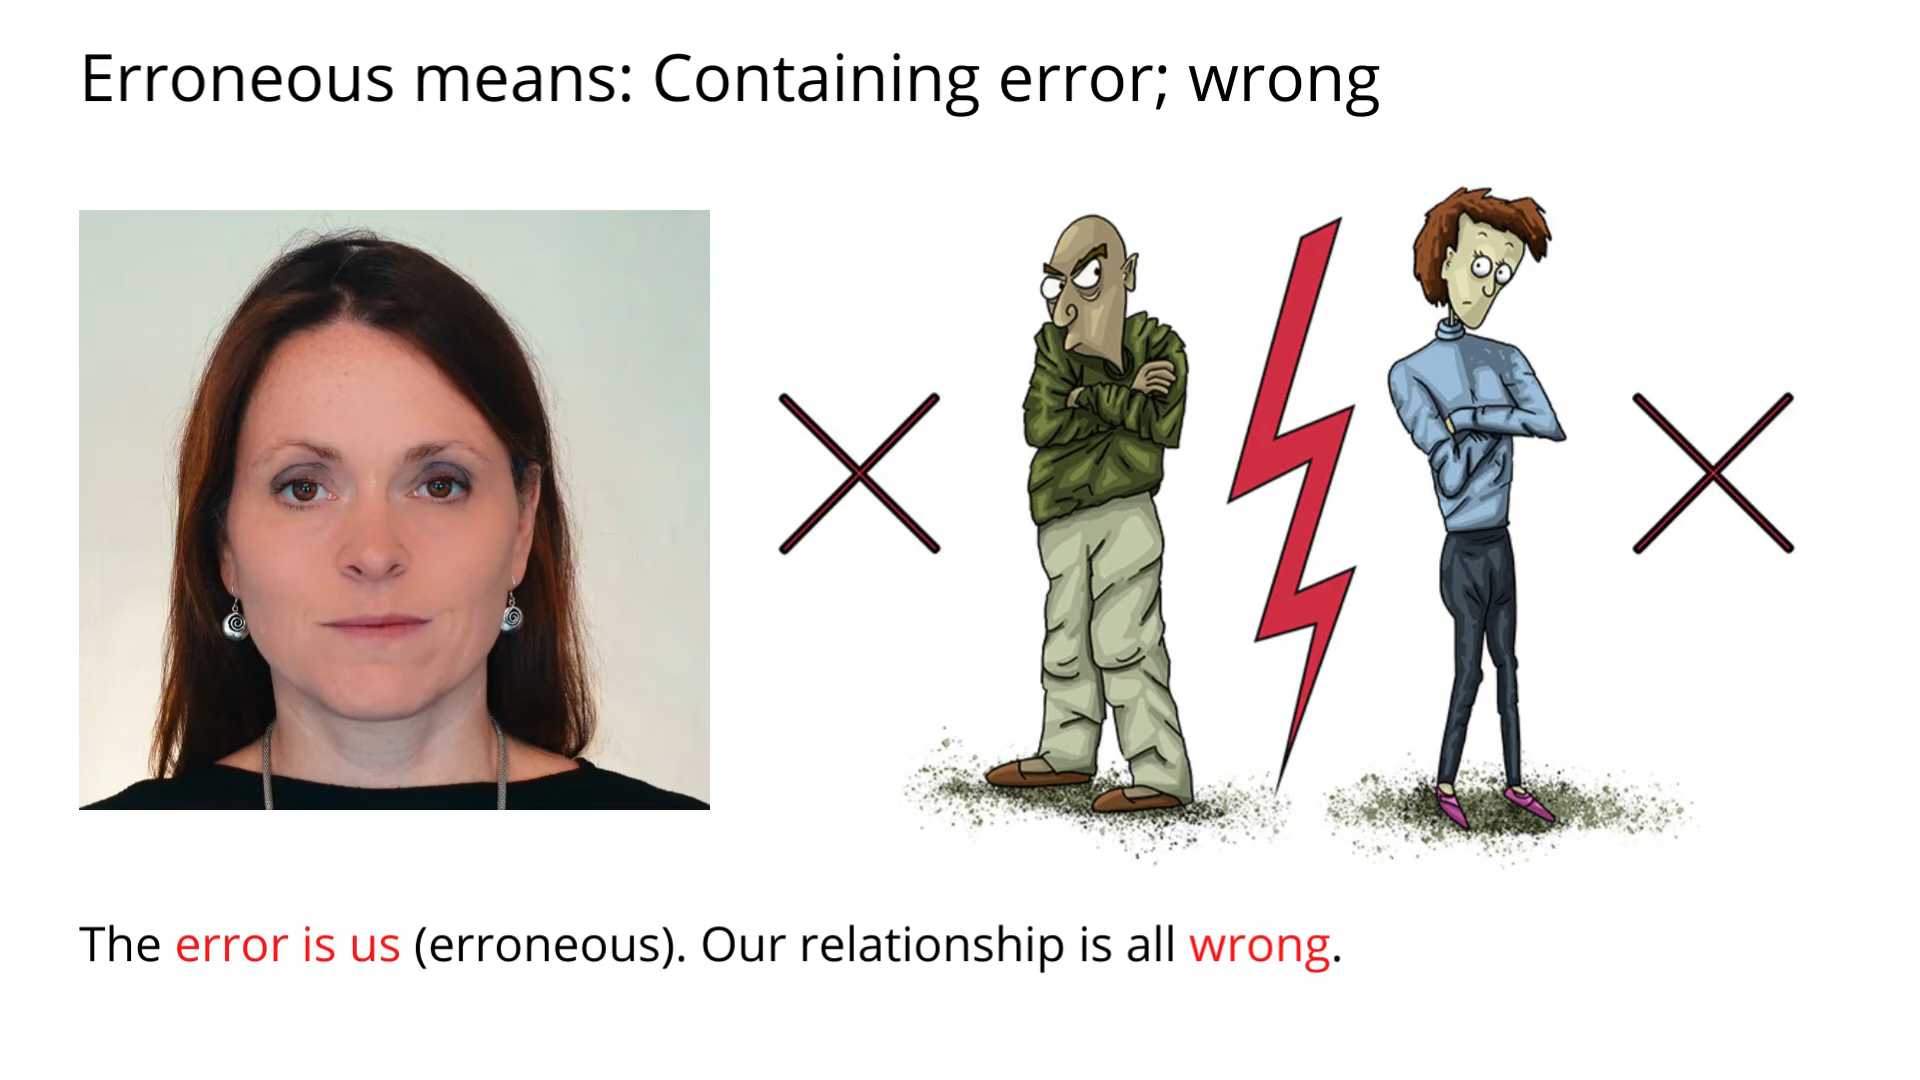 Erroneous means: Containing error; wrong
The error is us (erroneous). Our relationship is all wrong.